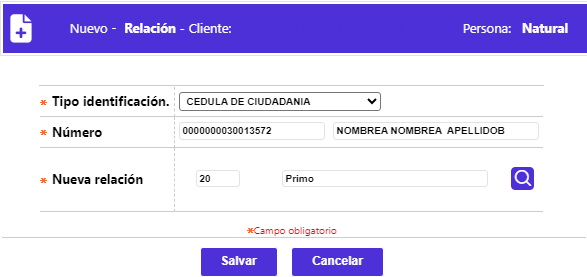 Nuevo - Relación - Cliente: Persona: Natural
* Tipo identificación. CEDULA DE CIUDADANIA
* Número 0000000030013572 NOMBREA NOMBREA APELLIDOB
* Nueva relación 20 Primo
*Campo obligatorio
Salvar Cancelar